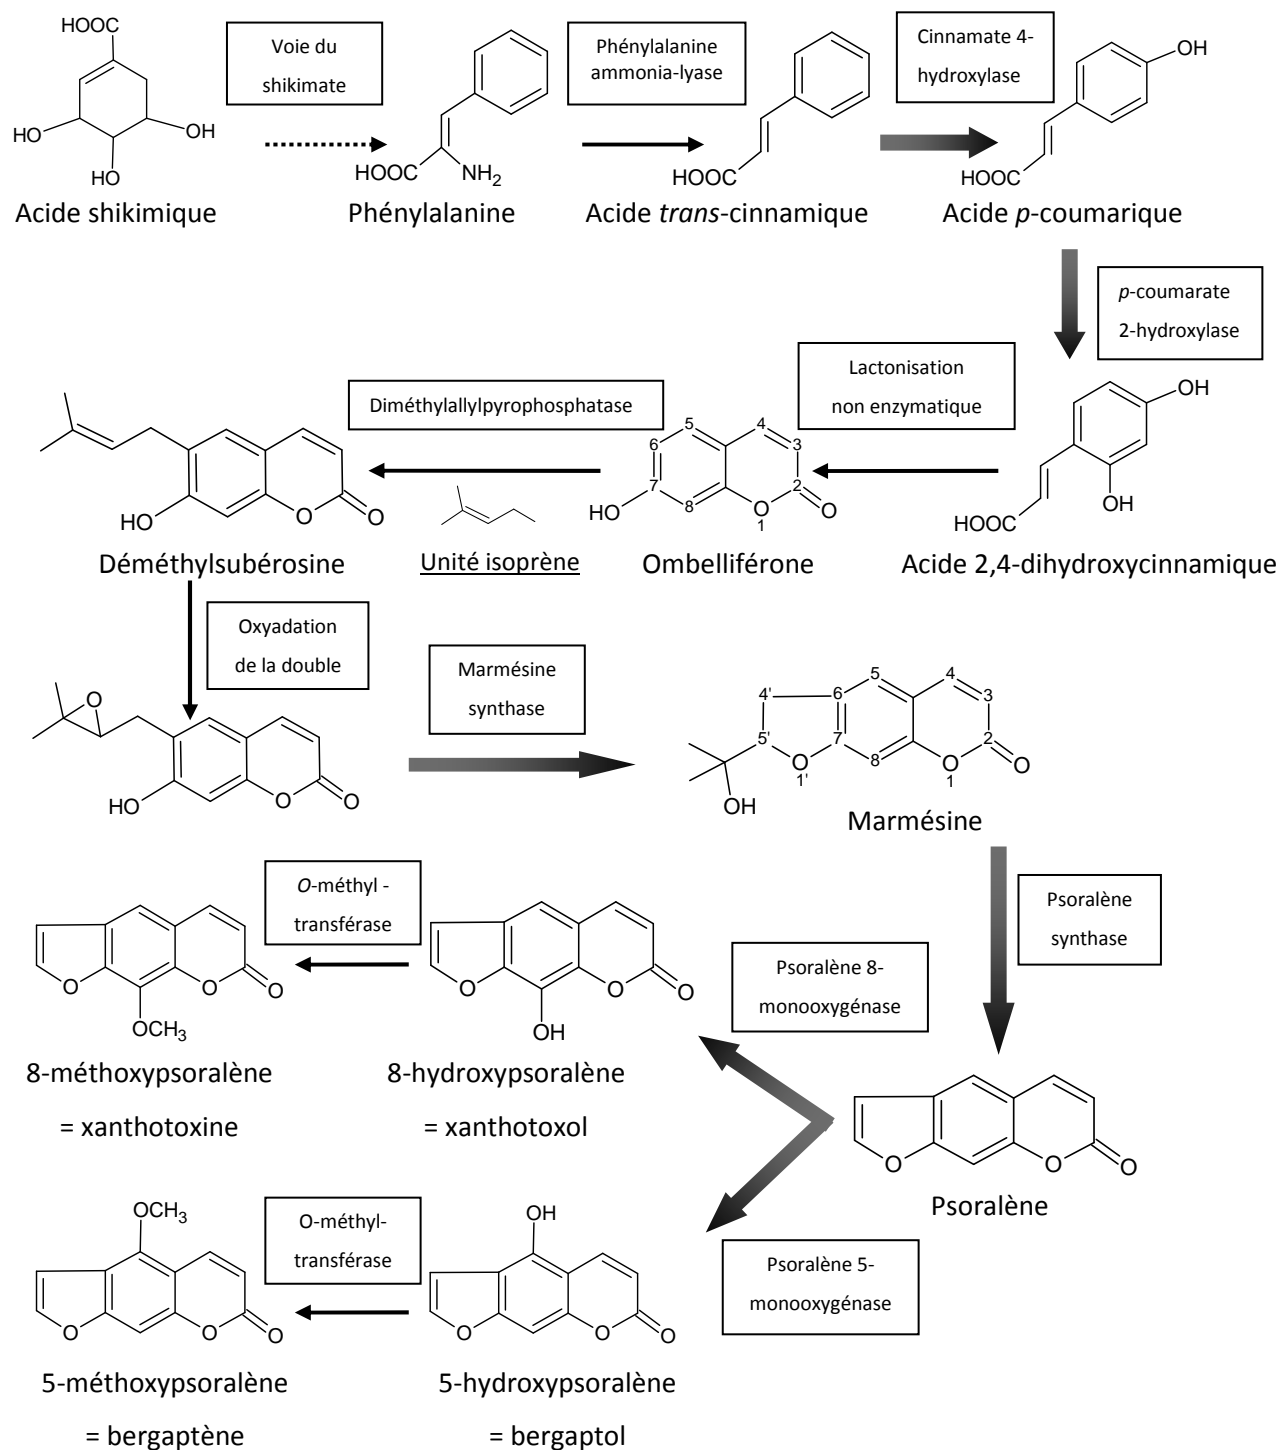 HOOC
HO
OH
HO
Acide shikimique
Voie du
shikimate
HOOC
NH2
Phénylalanine
Phénylalanine
ammonia-lyase
HOOC
Acide trans-cinnamique
Cinnamate 4-
hydroxylase
OH
HOOC
Acide p-coumarique
p-coumarate
2-hydroxylase
OH
OH
HOOC
Acide 2,4-dihydroxycinnamique
Lactonisation
non enzymatique
5
4
6
3
7
2
8
O
1
O
HO
Ombelliférone
Diméthylallylpyrophosphatase
Unité isoprène
HO
O
O
Déméthylsubérosine
Oxyadation
de la double
O
HO
O
O
Marmésine
synthase
4'
6
5
4
3
5'
7
2
O
1'
8
O
1
O
OH
Marmésine
Psoralène
synthase
O
O
O
Psoralène
Psoralène 8-
monooxygénase
O
O
O
OH
8-hydroxypsoralène
= xanthotoxol
O-méthyl -
transférase
O
O
O
OCH3
8-méthoxypsoralène
= xanthotoxine
Psoralène 5-
monooxygénase
OH
O
O
O
5-hydroxypsoralène
= bergaptol
O-méthyl-
transférase
OCH3
O
O
O
5-méthoxypsoralène
= bergaptène